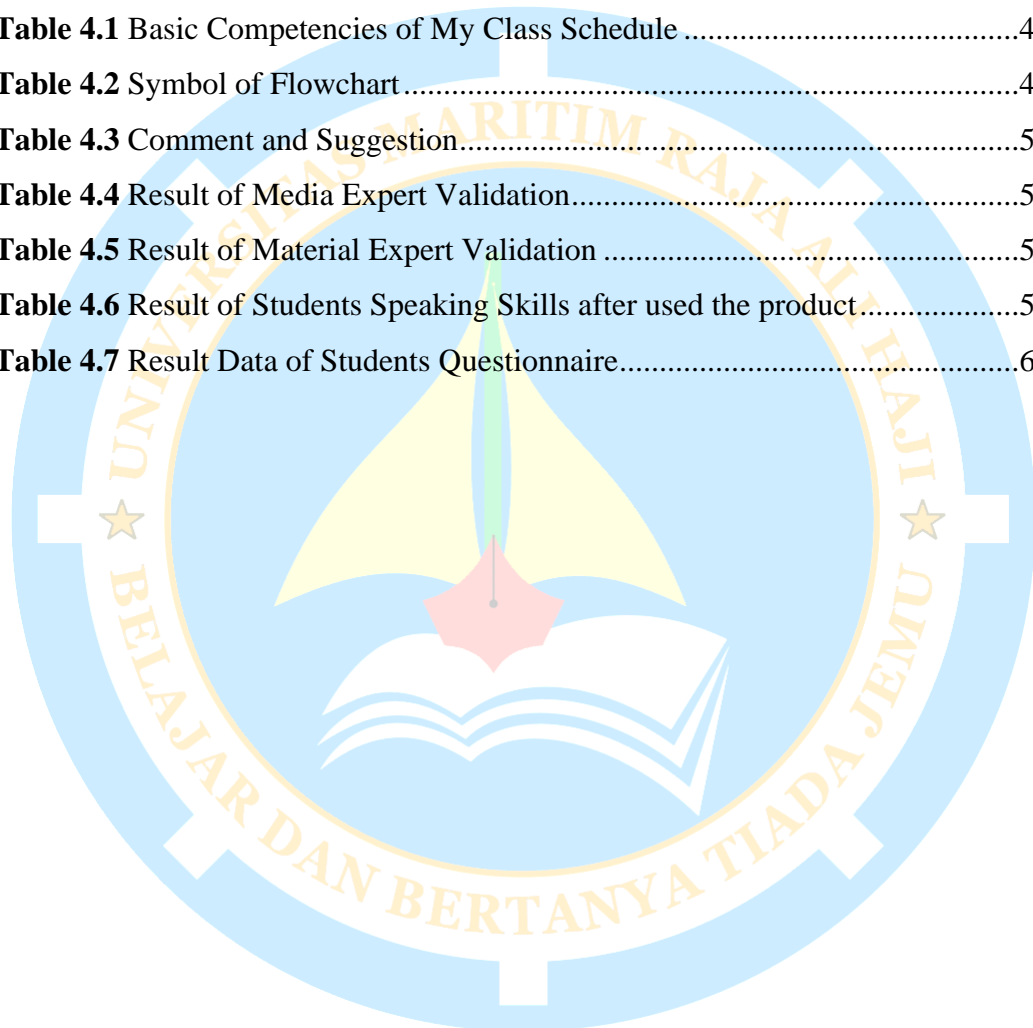 Table 4.1 Basic Competencies of My Class Schedule ..........................................4
Table 4.2 Symbol of Flowchart..............................................................................4
Table 4.3 Comment and Suggestion.......................................................................5
Table 4.4 Result of Media Expert Validation.........................................................5
Table 4.5 Result of Material Expert Validation .....................................................5
Table 4.6 Result of Students Speaking Skills after used the product....................5
Table 4.7 Result Data of Students Questionnaire...................................................6
UNIVERSITAS MARITIM RAJA ALI HAJI
BELAJAR DAN BERTANYA TIADA JEMU